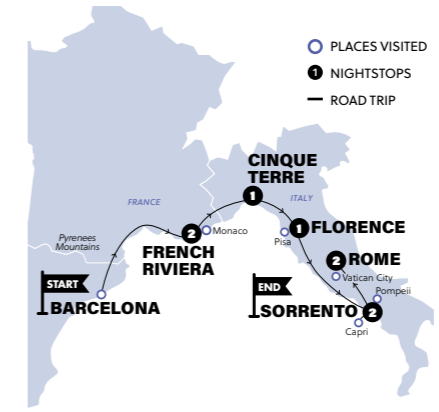 PLACES VISITED
1 NIGHTSTOPS
ROAD TRIP
CINQUE
TERRE
1
FRANCE
ITALY
Pyrenees
Mountains
2
Monaco
FRENCH
RIVIERA
1 FLORENCE
Pisa
ROME
2
Vatican City
START
BARCELONA
END
SORRENTO 2
Pompeii
Capri